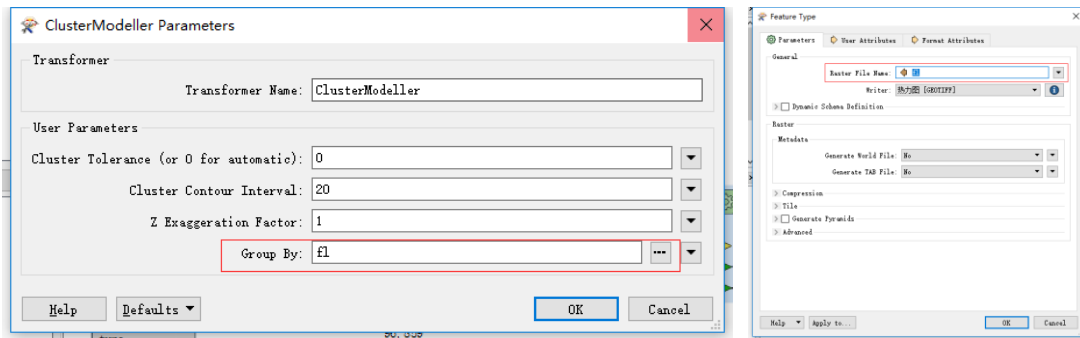 ClusterModeller Parameters
Transformer
Transformer Name: ClusterModeller
User Parameters
Cluster Tolerance (or 0 for automatic): 0
Cluster Contour Interval: 20
Z Exaggeration Factor: 1
Group By: fl
Help Defaults OK Cancel
Feature Type
Parameters User Attributes Format Attributes
General
Raster File Name: fl
Writer: 热力图 [GEOTIFF]
Dynamic Schema Definition
Raster
Metadata
Generate World File: No
Generate TAB File: No
Compression
Tile
Generate Pyramids
Advanced
Help Apply to... OK Cancel